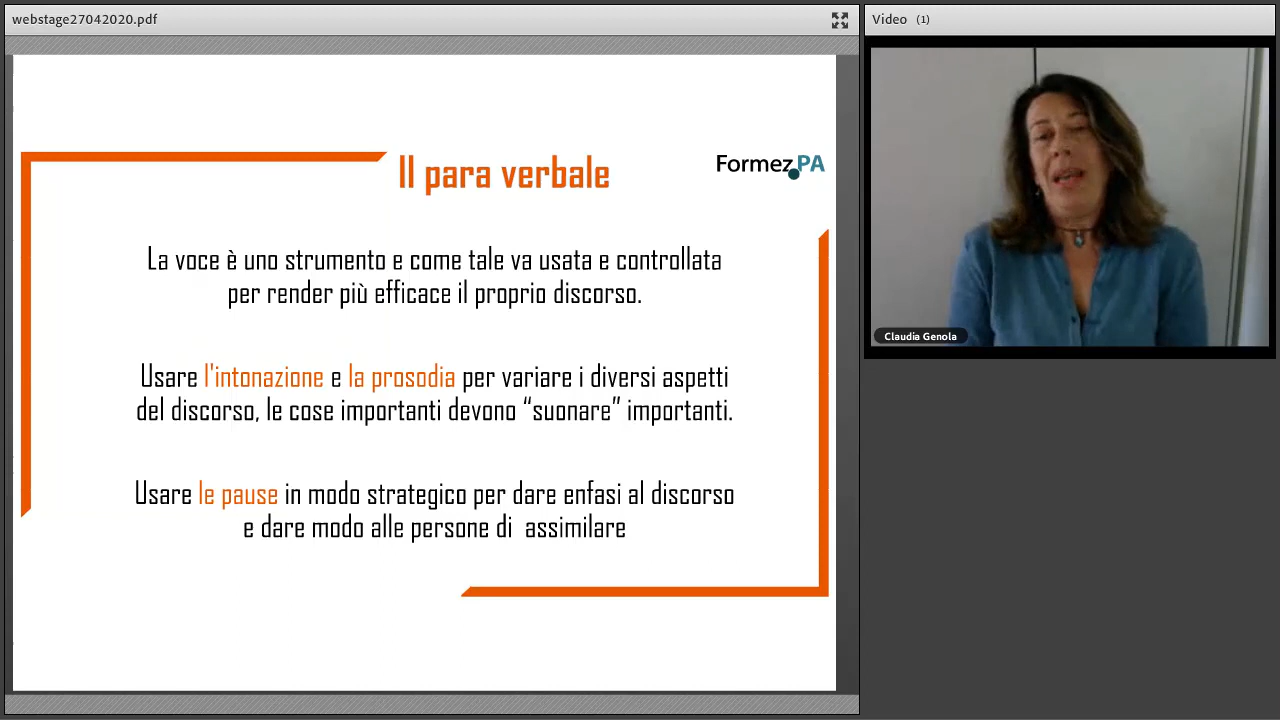 webstage27042020.pdf
Video (1)
Il para verbale
Formez PA
La voce è uno strumento e come tale va usata e controllata
per render più efficace il proprio discorso.
Usare l'intonazione e la prosodia per variare i diversi aspetti
del discorso, le cose importanti devono “suonare” importanti.
Usare le pause in modo strategico per dare enfasi al discorso
e dare modo alle persone di assimilare
Claudia Genola